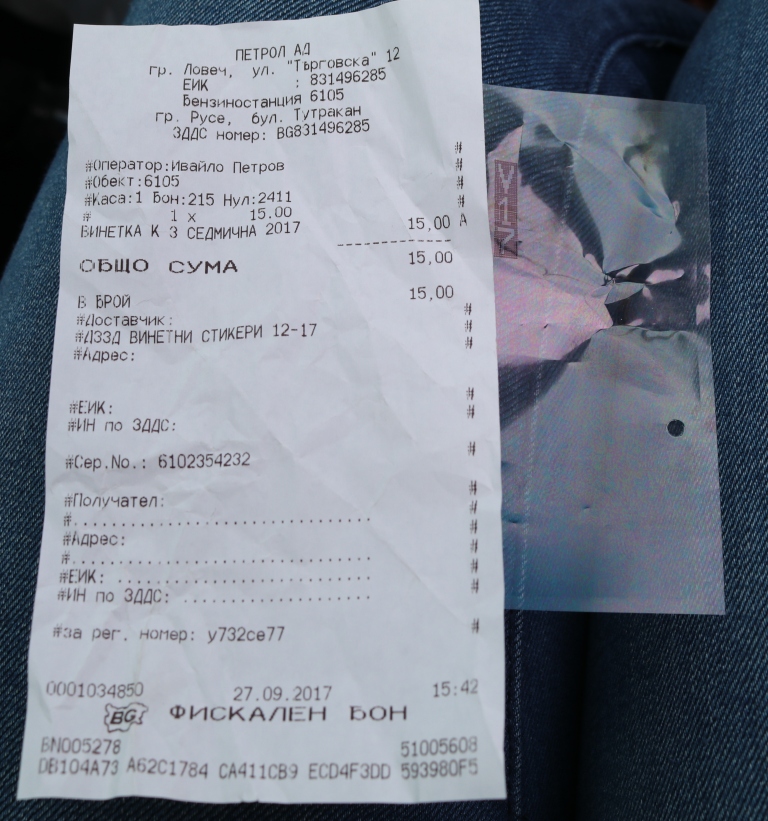 ПЕТРОЛ АД
гр. Ловеч, ул. "Търговска" 12
ЕИК : 831496285
Бензиностанция 6105
гр. Русе, бул. Тутракан
ЗДДС номер: BG831496285
#
#Оператор:Ивайло Петров #
#Обект:6105 #
#Каса:1 Бон:215 Нул:2411 #
# 1 x 15.00
ВИНЕТКА К 3 СЕДМИЧНА 2017 15,00 А
------------
ОБЩО СУМА 15,00
В БРОЙ 15,00
#Доставчик: #
#ДЗЗД ВИНЕТНИ СТИКЕРИ 12-17 #
#Адрес: #
#ЕИК: #
#ИН по ЗДДС: #
#Сер.No.: 6102354232 #
#Получател: #
#.............................. #
#Адрес: #
#.............................. #
#ЕИК: ......................... #
#ИН по ЗДДС: .................. #
#за рег. номер: у732се77 #
0001034850 27.09.2017 15:42
BG ФИСКАЛЕН БОН
BN005278 51005608
DB104A73 A62C1784 CA411CB9 ECD4F3DD 593980F5